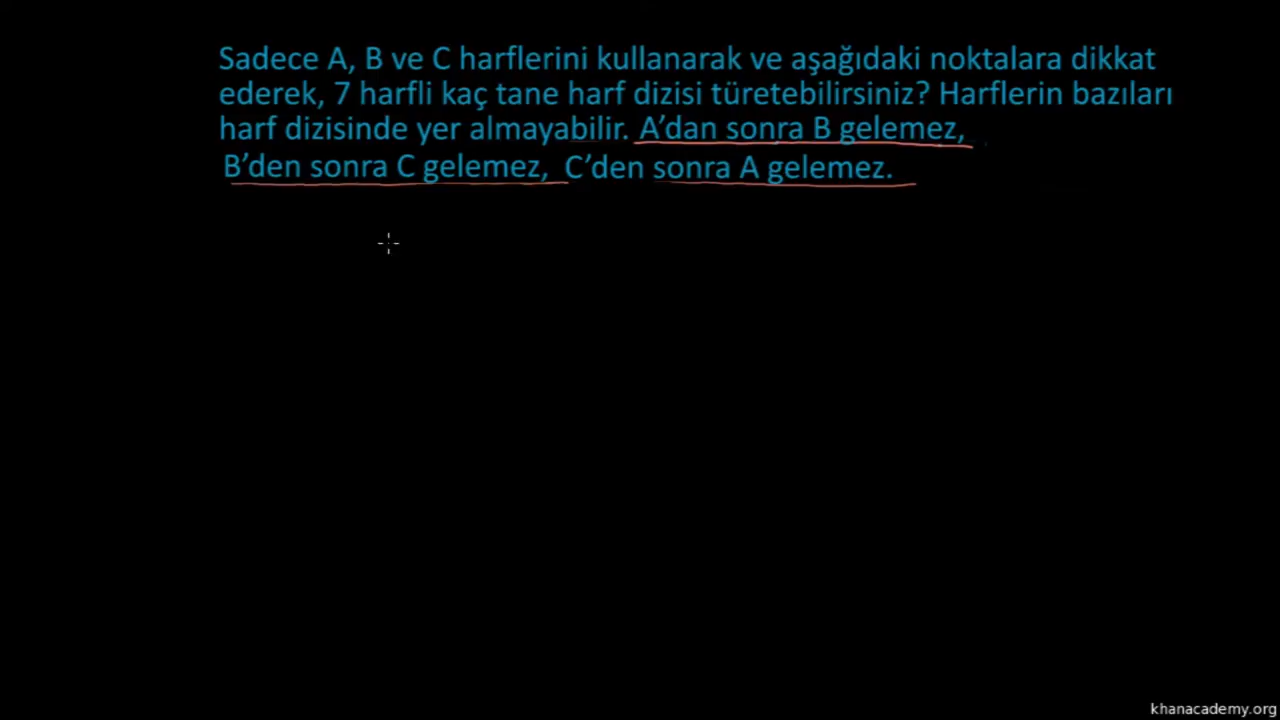 Sadece A, B ve C harflerini kullanarak ve aşağıdaki noktalara dikkat
ederek, 7 harfli kaç tane harf dizisi türetebilirsiniz? Harflerin bazıları
harf dizisinde yer almayabilir. A’dan sonra B gelemez,
B’den sonra C gelemez, C’den sonra A gelemez.
khanacademy.org